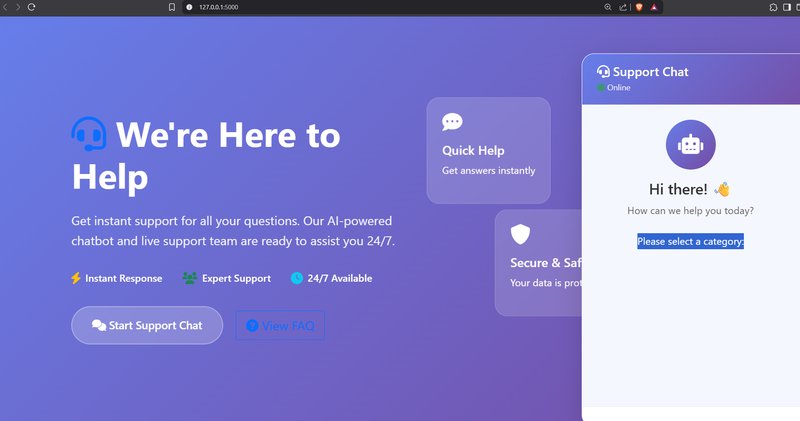 127.0.0.1:5000
We're Here to
Help
Get instant support for all your questions. Our AI-powered
chatbot and live support team are ready to assist you 24/7.
Instant Response
Expert Support
24/7 Available
Start Support Chat
View FAQ
Quick Help
Get answers instantly
Secure & Saf
Your data is prot
Support Chat
Online
Hi there! 👋
How can we help you today?
Please select a category: